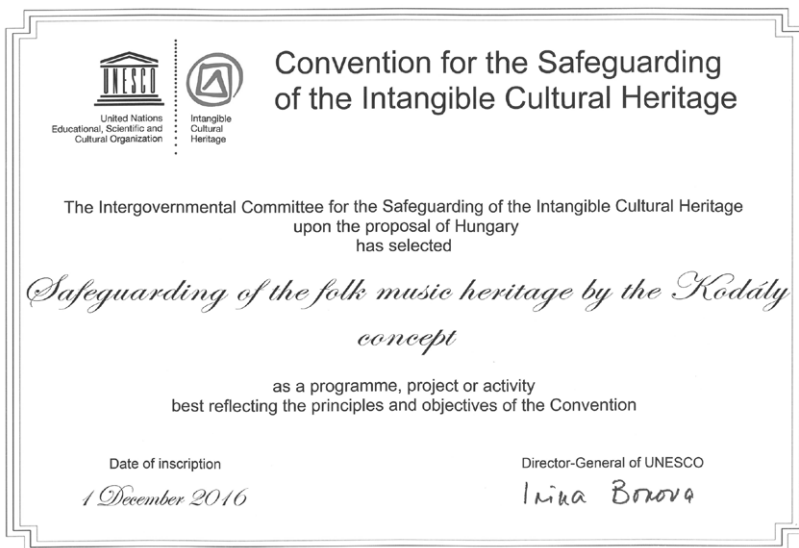 UNESCO
United Nations
Educational, Scientific and
Cultural Organization
Intangible
Cultural
Heritage
Convention for the Safeguarding
of the Intangible Cultural Heritage
The Intergovernmental Committee for the Safeguarding of the Intangible Cultural Heritage
upon the proposal of Hungary
has selected
Safeguarding of the folk music heritage by the Kodály
concept
as a programme, project or activity
best reflecting the principles and objectives of the Convention
Date of inscription
1 December 2016
Director-General of UNESCO
Irina Bokova